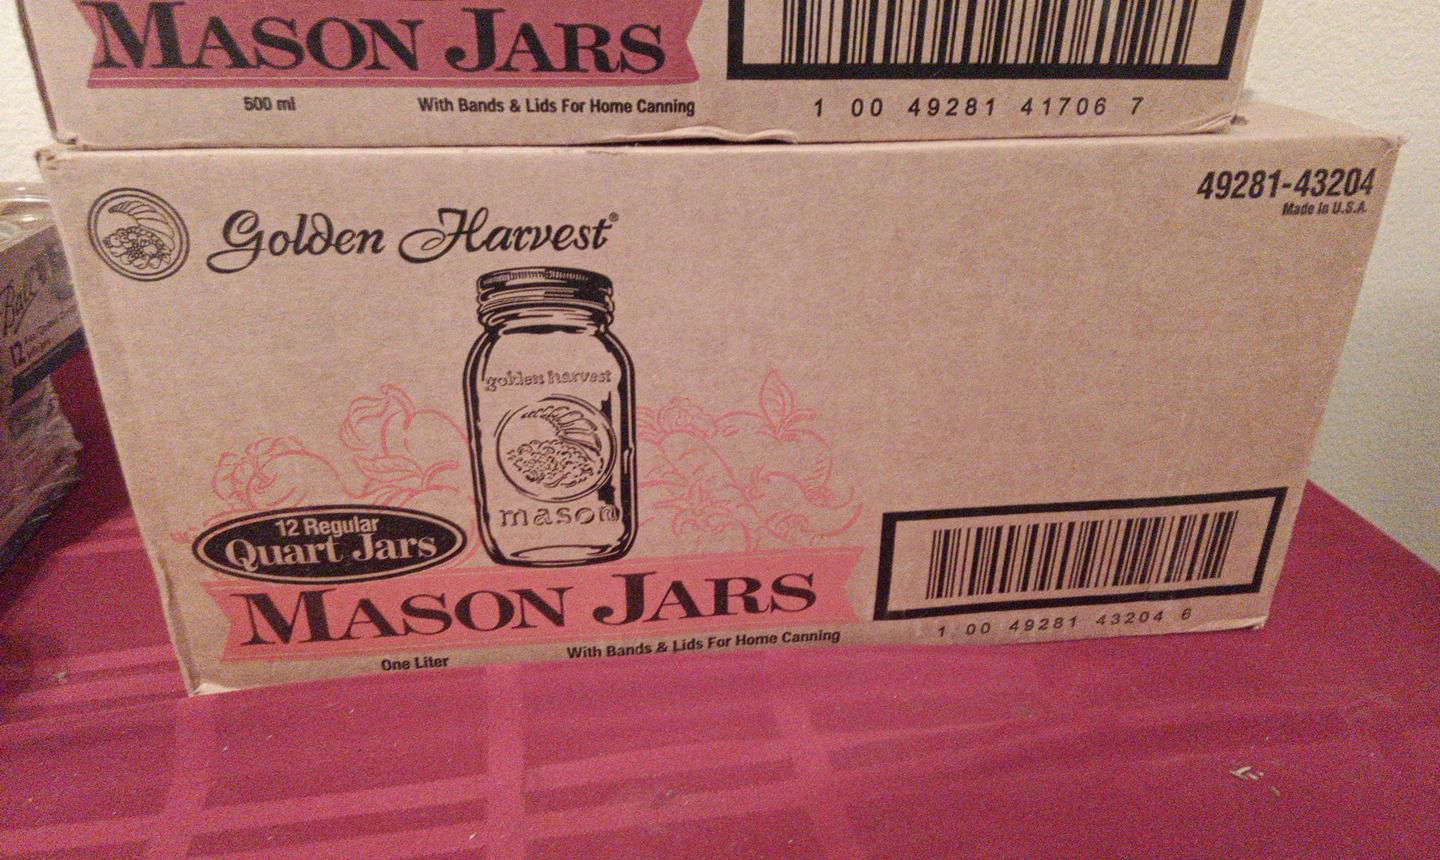 MASON JARS
500 ml
With Bands & Lids For Home Canning
1 00 49281 41706 7
49281-43204
Made in U.S.A.
Golden Harvest®
golden harvest
mason
12 Regular
Quart Jars
MASON JARS
One Liter
With Bands & Lids For Home Canning
1 00 49281 43204 6
Ball
12